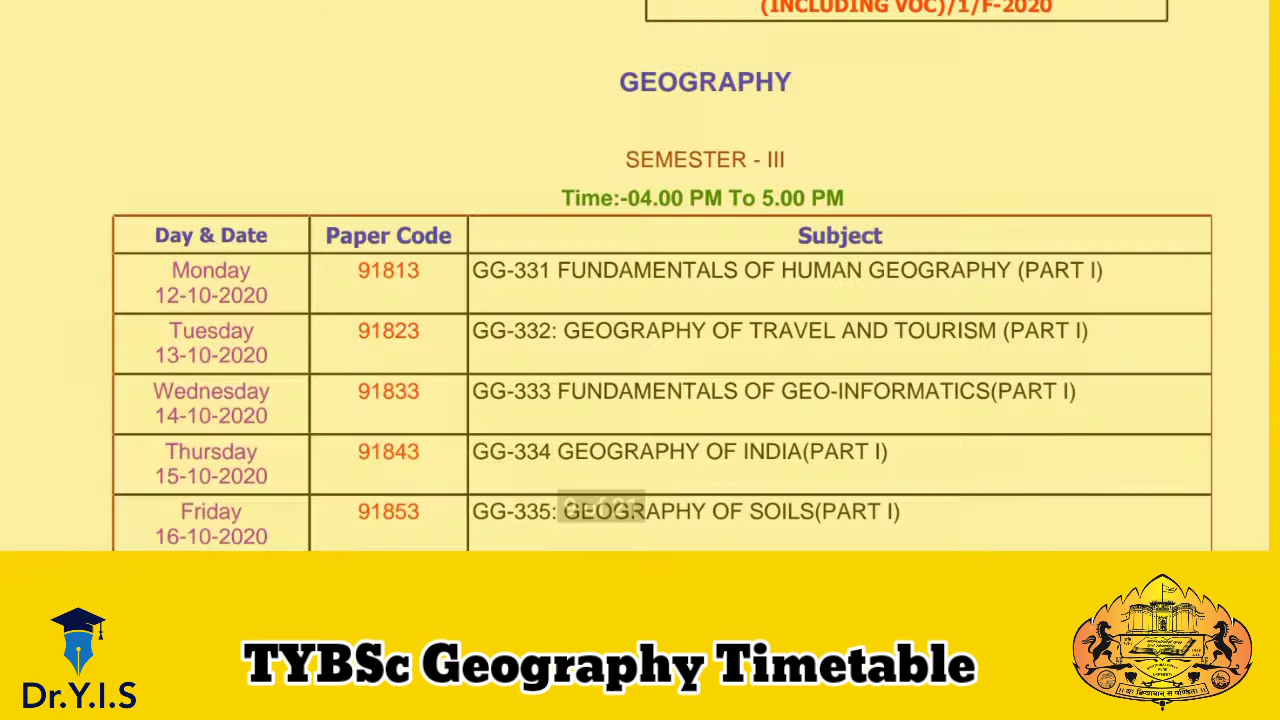 (INCLUDING VOC)/1/F-2020
GEOGRAPHY
SEMESTER - III
Time:-04.00 PM To 5.00 PM
Day & Date Paper Code Subject
Monday 91813 GG-331 FUNDAMENTALS OF HUMAN GEOGRAPHY (PART I)
12-10-2020
Tuesday 91823 GG-332: GEOGRAPHY OF TRAVEL AND TOURISM (PART I)
13-10-2020
Wednesday 91833 GG-333 FUNDAMENTALS OF GEO-INFORMATICS(PART I)
14-10-2020
Thursday 91843 GG-334 GEOGRAPHY OF INDIA(PART I)
15-10-2020
Friday 91853 GG-335: GEOGRAPHY OF SOILS(PART I)
16-10-2020
TYBSc Geography Timetable
Dr.Y.I.S